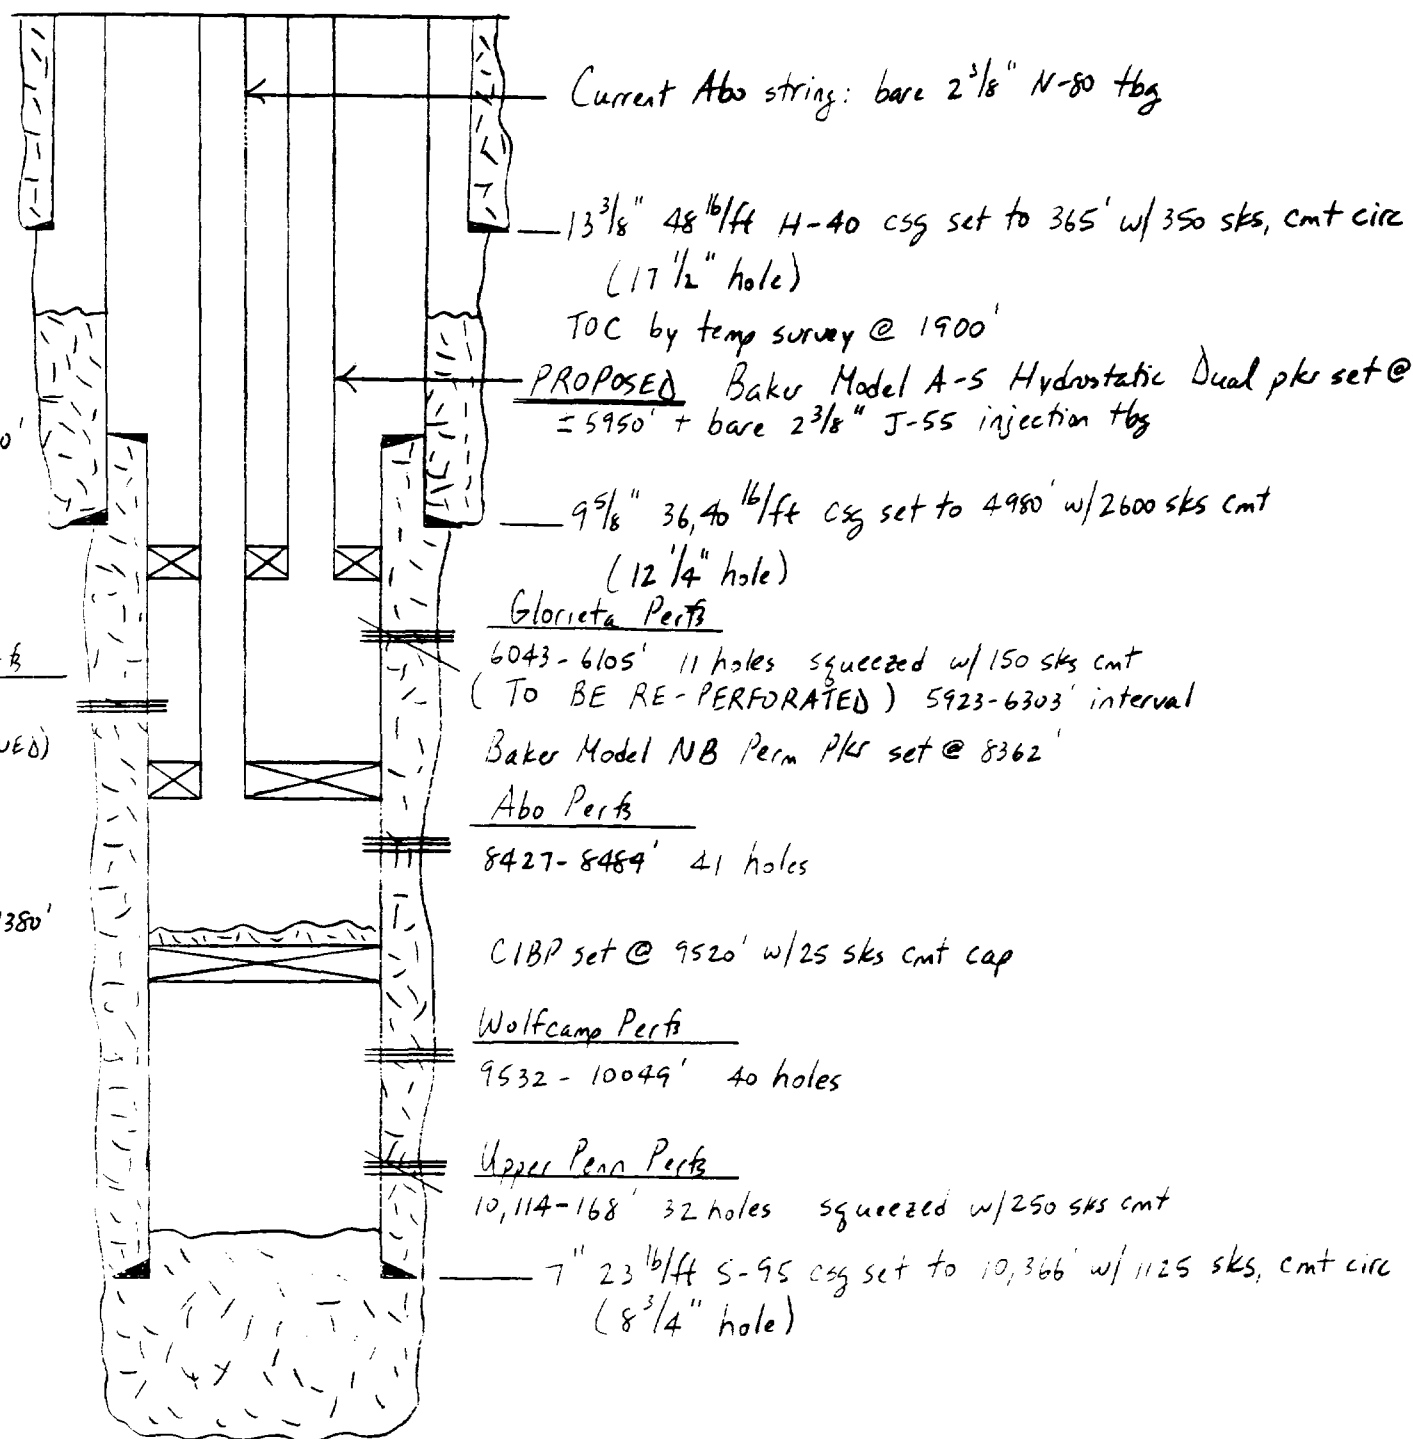 Current Abo string: bare 2 3/8" N-80 tbg
13 3/8" 48 lb/ft H-40 csg set to 365' w/ 350 sks, cmt circ
(17 1/2" hole)
TOC by temp survey @ 1900'
PROPOSED Baker Model A-5 Hydrostatic Dual pkr set @
± 5950' + bare 2 3/8" J-55 injection tbg
0'
9 5/8" 36,40 lb/ft csg set to 4980' w/2600 sks cmt
(12 1/4" hole)
Glorieta Perfs
6043-6105' 11 holes squeezed w/150 sks cmt
(TO BE RE-PERFORATED) 5923-6303' interval
Baker Model NB Perm Pkr set @ 8362'
Abo Perfs
8427-8484' 41 holes
380'
CIBP set @ 9520' w/25 sks cmt cap
Wolfcamp Perfs
9532-10049' 40 holes
Upper Penn Perfs
10,114-168' 32 holes squeezed w/250 sks cmt
7" 23 lb/ft S-95 csg set to 10,366' w/ 1125 sks, cmt circ
(8 3/4" hole)